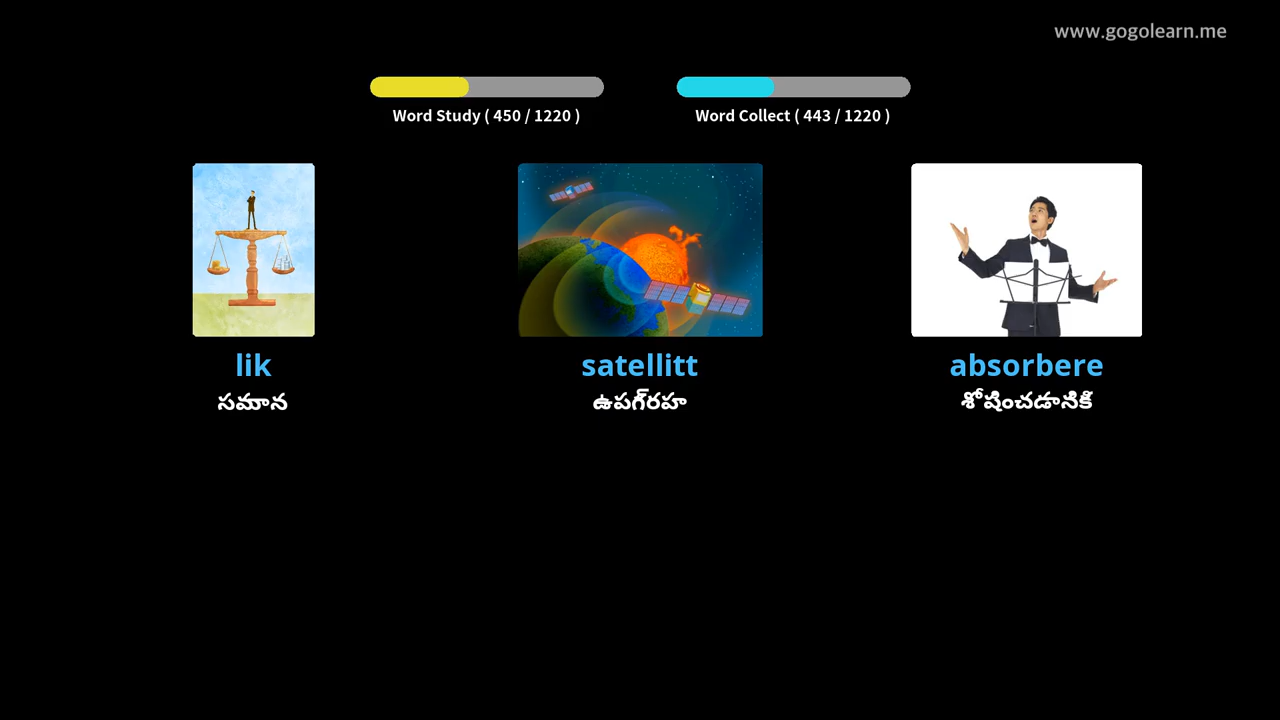 www.gogolearn.me
Word Study ( 450 / 1220 )
Word Collect ( 443 / 1220 )
lik
satellitt
absorbere
సమాన
ఉపగ్రహ
శోషించడానికి